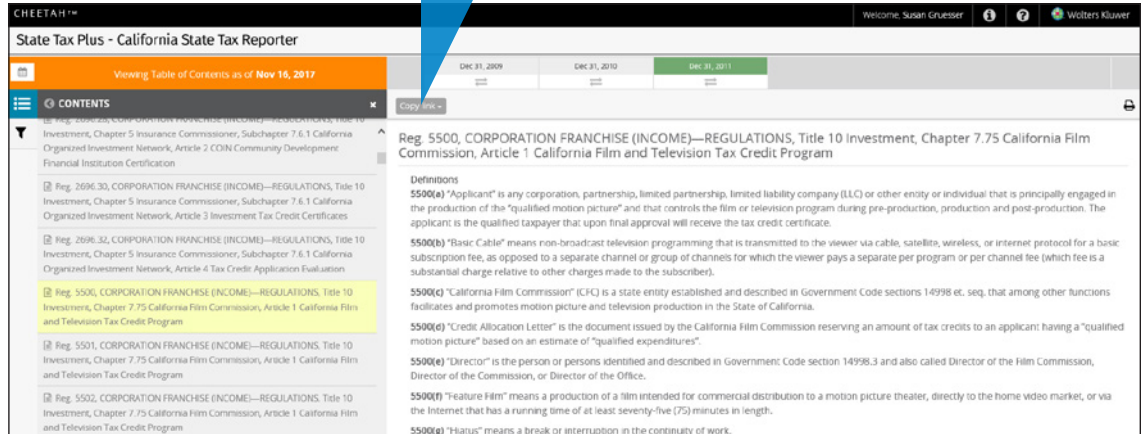 CHEETAH™
Welcome, Susan Gruesser
Wolters Kluwer
State Tax Plus - California State Tax Reporter
Viewing Table of Contents as of Nov 16, 2017
Dec 31, 2009
Dec 31, 2010
Dec 31, 2011
CONTENTS
Copy link
Reg. 2696.28, CORPORATION FRANCHISE (INCOME)—REGULATIONS, Title 10
Investment, Chapter 5 Insurance Commissioner, Subchapter 7.6.1 California
Organized Investment Network, Article 2 COIN Community Development
Financial Institution Certification
Reg. 2696.30, CORPORATION FRANCHISE (INCOME)—REGULATIONS, Title 10
Investment, Chapter 5 Insurance Commissioner, Subchapter 7.6.1 California
Organized Investment Network, Article 3 Investment Tax Credit Certificates
Reg. 2696.32, CORPORATION FRANCHISE (INCOME)—REGULATIONS, Title 10
Investment, Chapter 5 Insurance Commissioner, Subchapter 7.6.1 California
Organized Investment Network, Article 4 Tax Credit Application Evaluation
Reg. 5500, CORPORATION FRANCHISE (INCOME)—REGULATIONS, Title 10
Investment, Chapter 7.75 California Film Commission, Article 1 California Film
and Television Tax Credit Program
Reg. 5501, CORPORATION FRANCHISE (INCOME)—REGULATIONS, Title 10
Investment, Chapter 7.75 California Film Commission, Article 1 California Film
and Television Tax Credit Program
Reg. 5502, CORPORATION FRANCHISE (INCOME)—REGULATIONS, Title 10
Investment, Chapter 7.75 California Film Commission, Article 1 California Film
and Television Tax Credit Program
Reg. 5500, CORPORATION FRANCHISE (INCOME)—REGULATIONS, Title 10 Investment, Chapter 7.75 California Film
Commission, Article 1 California Film and Television Tax Credit Program
Definitions
5500(a) "Applicant" is any corporation, partnership, limited partnership, limited liability company (LLC) or other entity or individual that is principally engaged in
the production of the "qualified motion picture" and that controls the film or television program during pre-production, production and post-production. The
applicant is the qualified taxpayer that upon final approval will receive the tax credit certificate.
5500(b) "Basic Cable" means non-broadcast television programming that is transmitted to the viewer via cable, satellite, wireless, or internet protocol for a basic
subscription fee, as opposed to a separate channel or group of channels for which the viewer pays a separate per program or per channel fee (which fee is a
substantial charge relative to other charges made to the subscriber).
5500(c) "California Film Commission" (CFC) is a state entity established and described in Government Code sections 14998 et. seq. that among other functions
facilitates and promotes motion picture and television production in the State of California.
5500(d) "Credit Allocation Letter" is the document issued by the California Film Commission reserving an amount of tax credits to an applicant having a "qualified
motion picture" based on an estimate of "qualified expenditures".
5500(e) "Director" is the person or persons identified and described in Government Code section 14998.3 and also called Director of the Film Commission,
Director of the Commission, or Director of the Office.
5500(f) "Feature Film" means a production of a film intended for commercial distribution to a motion picture theater, directly to the home video market, or via
the Internet that has a running time of at least seventy-five (75) minutes in length.
5500(g) "Hiatus" means a break or interruption in the continuity of work.